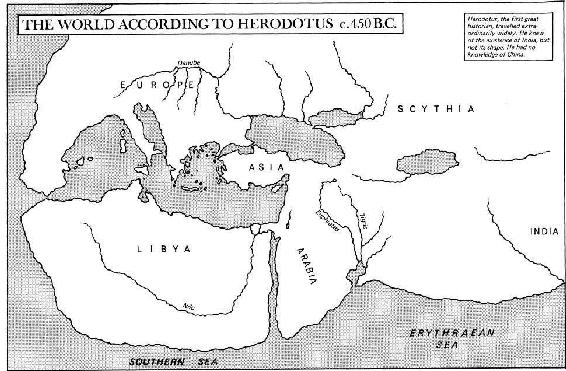 THE WORLD ACCORDING TO HERODOTUS c.450 B.C.
Herodotus, the first great
historian, travelled extra-
ordinarily widely. He knew
of the existence of India, but
not its shape. He had no
knowledge of China.
Danube
EUROPE
SCYTHIA
ASIA
Tigris
Euphrates
INDIA
LIBYA
ARABIA
Nile
ERYTHRAEAN
SEA
SOUTHERN SEA